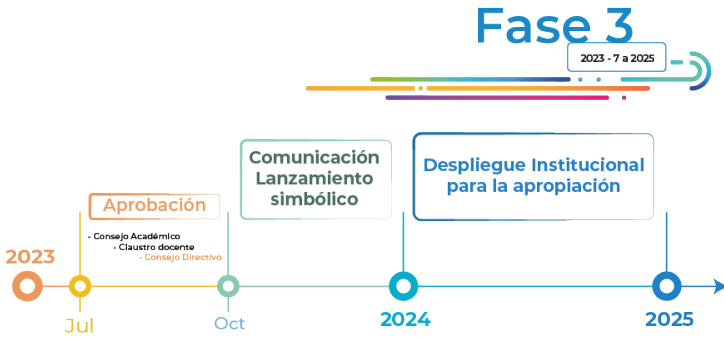 Fase 3
2023 - 7 a 2025
Aprobación
Comunicación
Lanzamiento
simbólico
Despliegue Institucional
para la apropiación
- Consejo Académico
- Claustro docente
- Consejo Directivo
2023
Jul
Oct
2024
2025